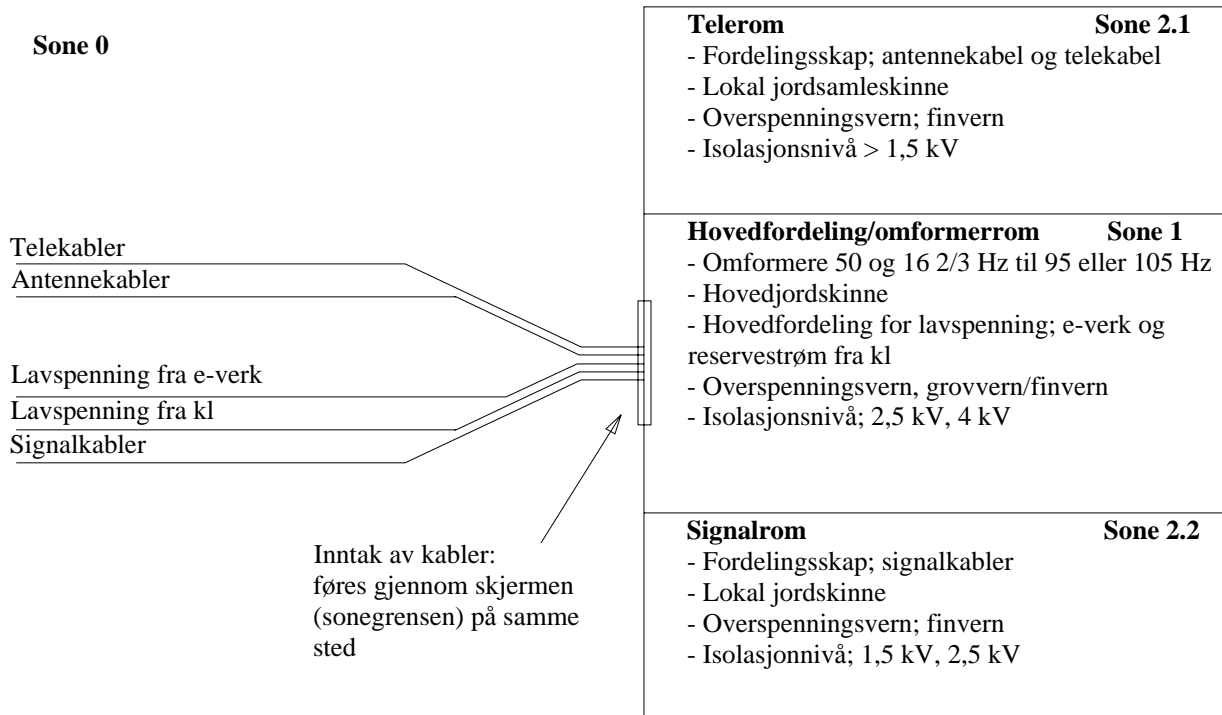 Sone 0
Telekabler
Antennekabler
Lavspenning fra e-verk
Lavspenning fra kl
Signalkabler
Inntak av kabler:
føres gjennom skjermen
(sonegrensen) på samme
sted
Telerom Sone 2.1
- Fordelingsskap; antennekabel og telekabel
- Lokal jordsamleskinne
- Overspenningsvern; finvern
- Isolasjonsnivå > 1,5 kV
Hovedfordeling/omformerrom Sone 1
- Omformere 50 og 16 2/3 Hz til 95 eller 105 Hz
- Hovedjordskinne
- Hovedfordeling for lavspenning; e-verk og
reservestrøm fra kl
- Overspenningsvern, grovvern/finvern
- Isolasjonsnivå; 2,5 kV, 4 kV
Signalrom Sone 2.2
- Fordelingsskap; signalkabler
- Lokal jordskinne
- Overspenningsvern; finvern
- Isolasjonnivå; 1,5 kV, 2,5 kV